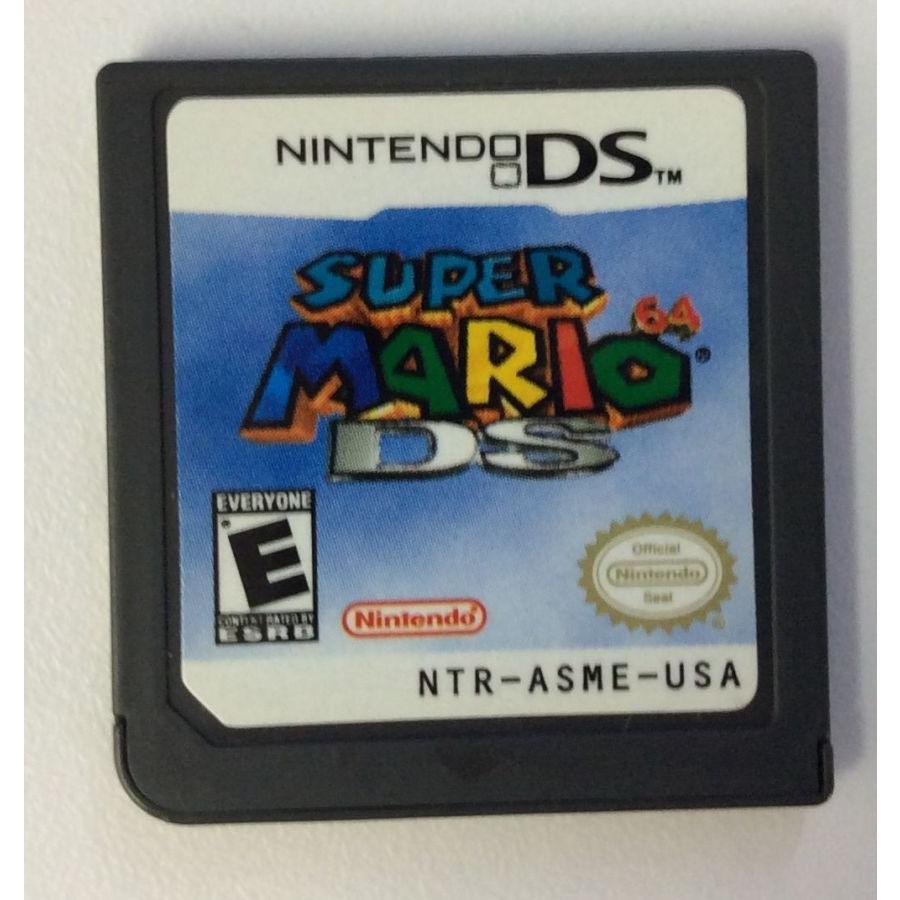 NINTENDO DS™
SUPER
MARIO 64®
DS
EVERYONE
E
CONTENT RATED BY
ESRB
Nintendo®
Official
Nintendo
Seal
NTR-ASME-USA